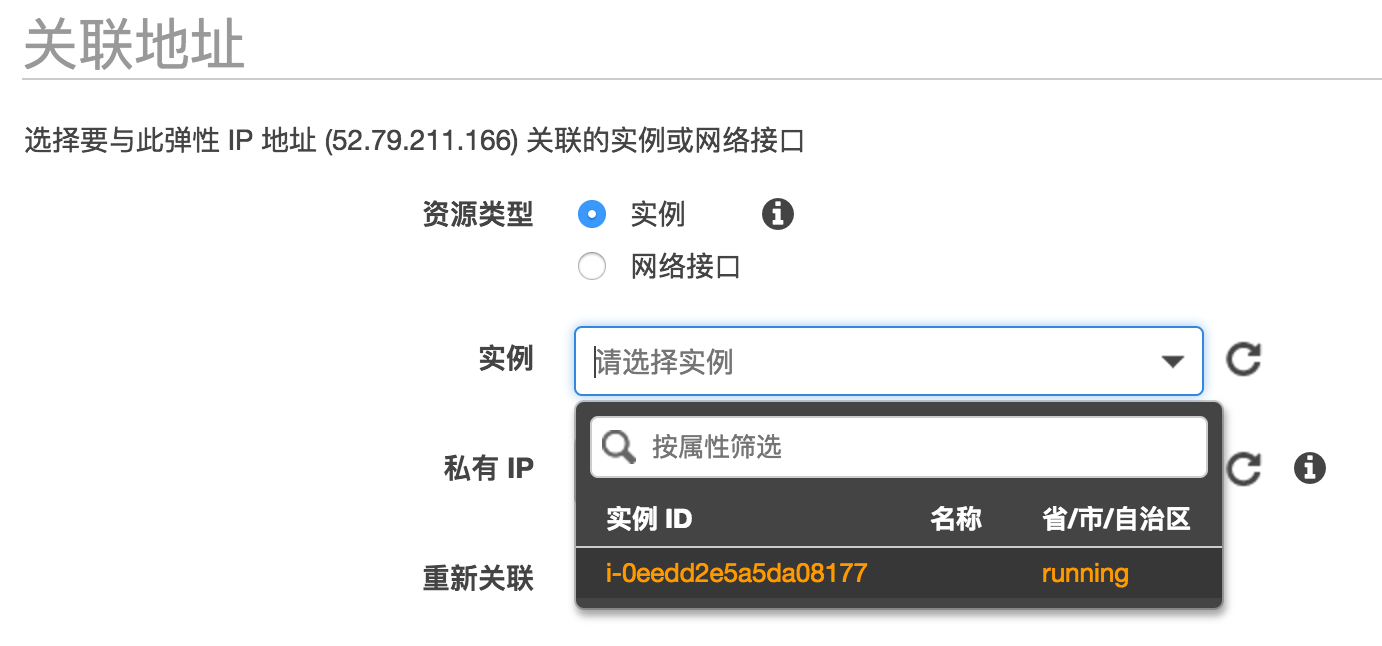 关联地址
选择要与此弹性 IP 地址 (52.79.211.166) 关联的实例或网络接口
资源类型 实例
网络接口
实例 请选择实例
按属性筛选
私有 IP
实例 ID 名称 省/市/自治区
i-0eedd2e5a5da08177 running
重新关联